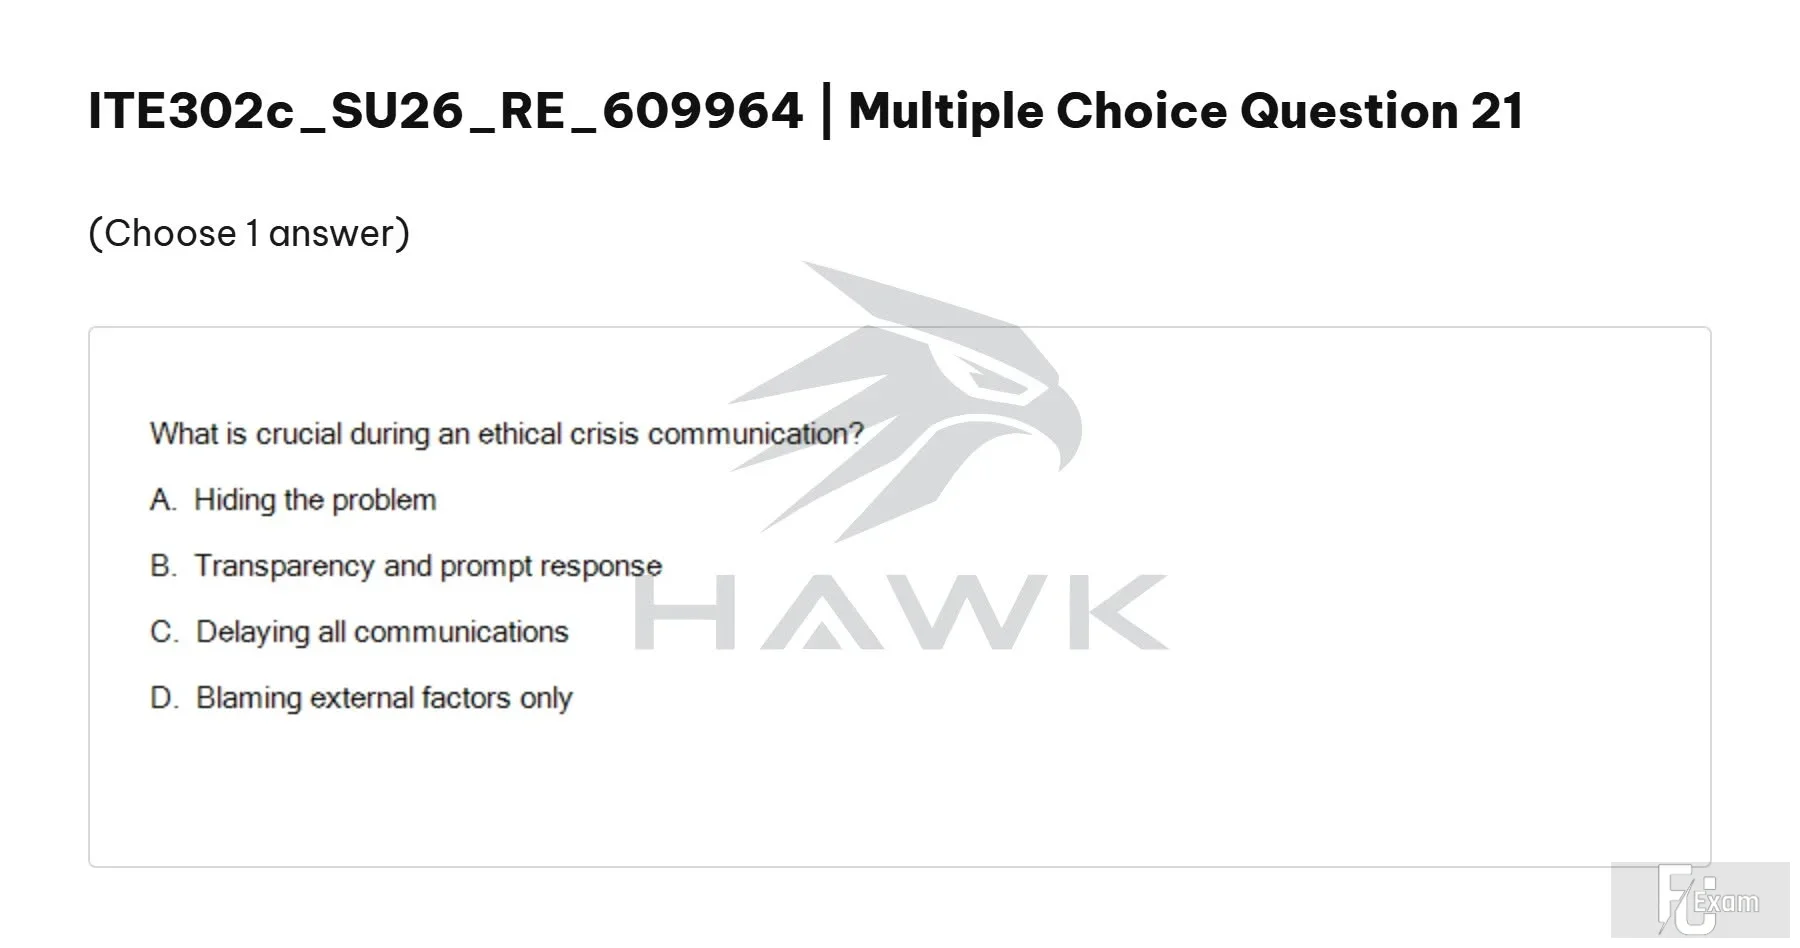 ITE302c_SU26_RE_609964 | Multiple Choice Question 21
(Choose 1 answer)
What is crucial during an ethical crisis communication?
A. Hiding the problem
B. Transparency and prompt response
C. Delaying all communications
D. Blaming external factors only
HAWK
FU Exam